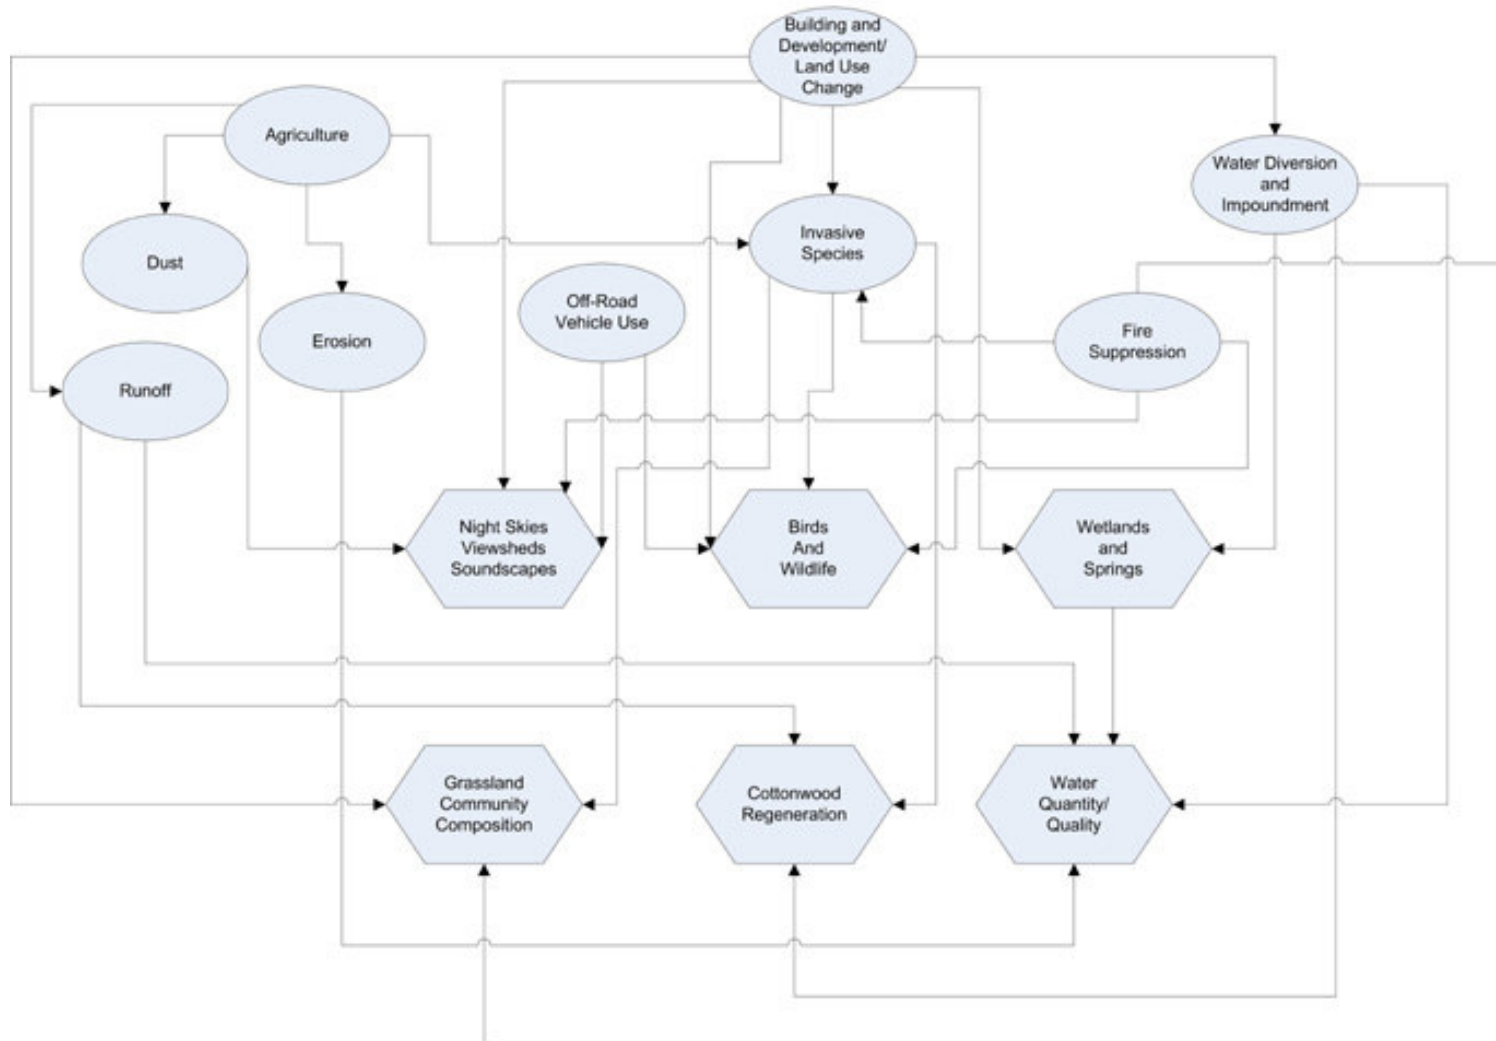 Building and
Development/
Land Use
Change
Agriculture
Water Diversion
and
Impoundment
Dust
Invasive
Species
Off-Road
Vehicle Use
Erosion
Fire
Suppression
Runoff
Night Skies
Viewsheds
Soundscapes
Birds
And
Wildlife
Wetlands
and
Springs
Grassland
Community
Composition
Cottonwood
Regeneration
Water
Quantity/
Quality